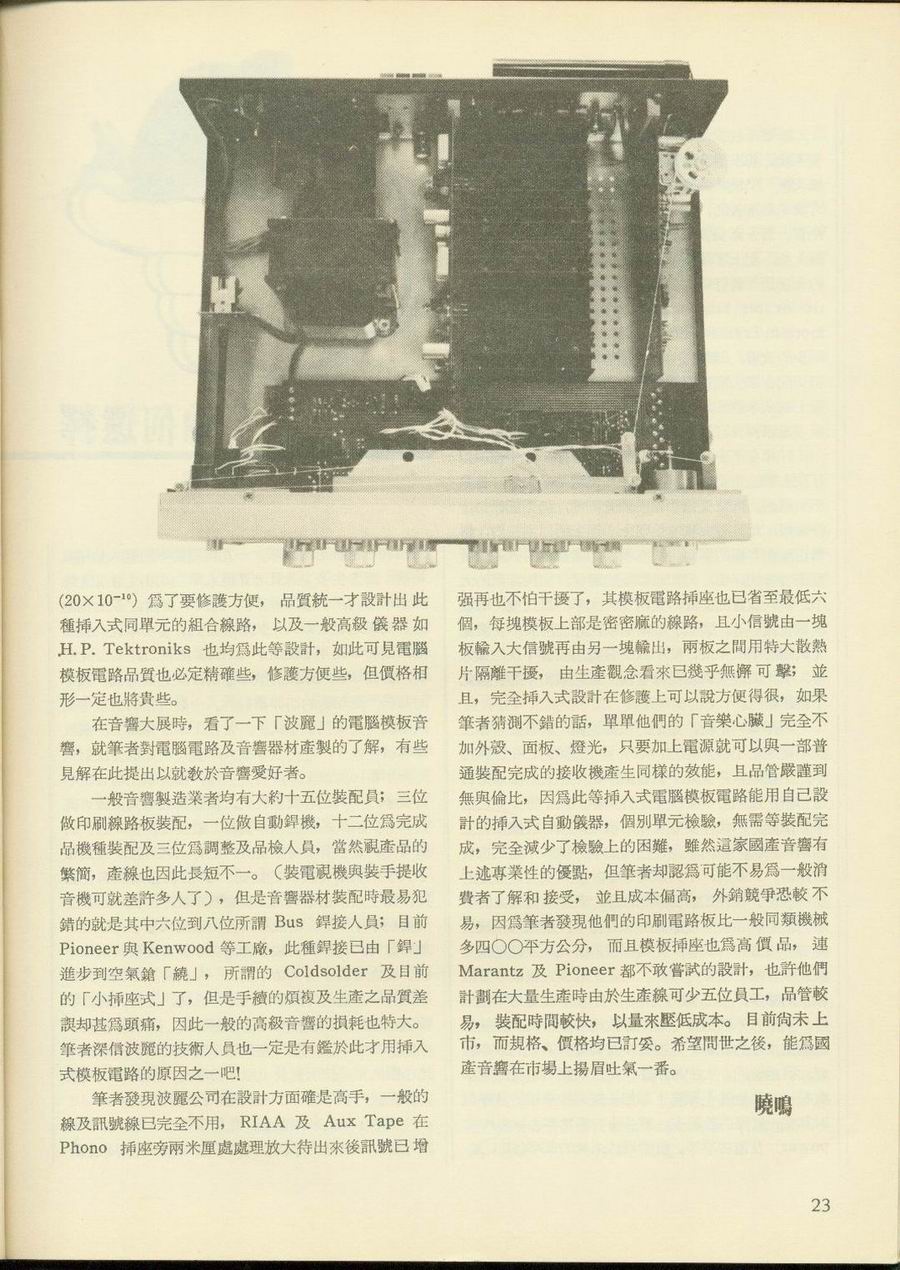 (20×10⁻¹⁰) 爲了要修護方便， 品質統一才設計出此
種挿入式同單元的組合線路， 以及一般高級儀器如
H. P. Tektroniks 也均爲此等設計，如此可見電腦
模板電路品質也必定精確些，修護方便些，但價格相
形一定也將貴些。
在音響大展時，看了一下「波麗」的電腦模板音
響，就筆者對電腦電路及音響器材產製的了解，有些
見解在此提出以就敎於音響愛好者。
一般音響製造業者均有大約十五位裝配員；三位
做印刷線路板裝配，一位做自動銲機，十二位爲完成
品機種裝配及三位爲調整及品檢人員，當然視產品的
繁簡，產線也因此長短不一。（裝電視機與裝手提收
音機可就差許多人了），但是音響器材裝配時最易犯
錯的就是其中六位到八位所謂 Bus 銲接人員；目前
Pioneer 與 Kenwood 等工廠，此種銲接已由「銲」
進步到空氣鎗「繞」， 所謂的 Coldsolder 及目前
的「小挿座式」了，但是手續的煩複及生產之品質差
誤却甚爲頭痛，因此一般的高級音響的損耗也特大。
筆者深信波麗的技術人員也一定是有鑑於此才用挿入
式模板電路的原因之一吧!
筆者發現波麗公司在設計方面確是高手，一般的
線及訊號線已完全不用， RIAA 及 Aux Tape 在
Phono 挿座旁兩米厘處處理放大待出來後訊號已增
强再也不怕干擾了，其模板電路挿座也已省至最低六
個，每塊模板上部是密密麻的線路，且小信號由一塊
板輸入大信號再由另一塊輸出，兩板之間用特大散熱
片隔離干擾， 由生產觀念看來已幾乎無懈可擊； 並
且，完全挿入式設計在修護上可以說方便得很，如果
筆者猜測不錯的話，單單他們的「音樂心臟」完全不
加外殼、面板、燈光，只要加上電源就可以與一部普
通裝配完成的接收機產生同樣的效能，且品管嚴謹到
無與倫比，因爲此等挿入式電腦模板電路能用自己設
計的挿入式自動儀器，個別單元檢驗，無需等裝配完
成，完全減少了檢驗上的困難，雖然這家國產音響有
上述專業性的優點，但筆者却認爲可能不易爲一般消
費者了解和接受， 並且成本偏高， 外銷競爭恐較不
易，因爲筆者發現他們的印刷電路板比一般同類機械
多四〇〇平方公分， 而且模板挿座也爲高價品， 連
Marantz 及 Pioneer 都不敢嘗試的設計，也許他們
計劃在大量生產時由於生產線可少五位員工，品管較
易， 裝配時間較快， 以量來壓低成本。目前尙未上
市，而規格、價格均已訂妥。希望問世之後，能爲國
產音響在市場上揚眉吐氣一番。
曉鳴
23